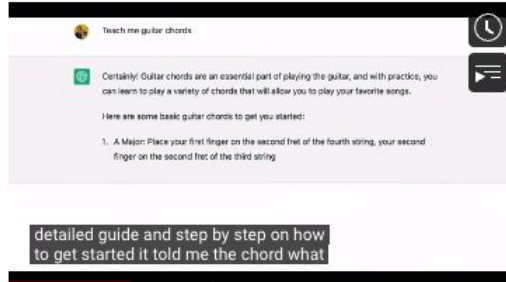 Teach me guitar chords
Certainly! Guitar chords are an essential part of playing the guitar, and with practice, you
can learn to play a variety of chords that will allow you to play your favorite songs.
Here are some basic guitar chords to get you started:
1. A Major: Place your first finger on the second fret of the fourth string, your second
finger on the second fret of the third string
detailed guide and step by step on how
to get started it told me the chord what